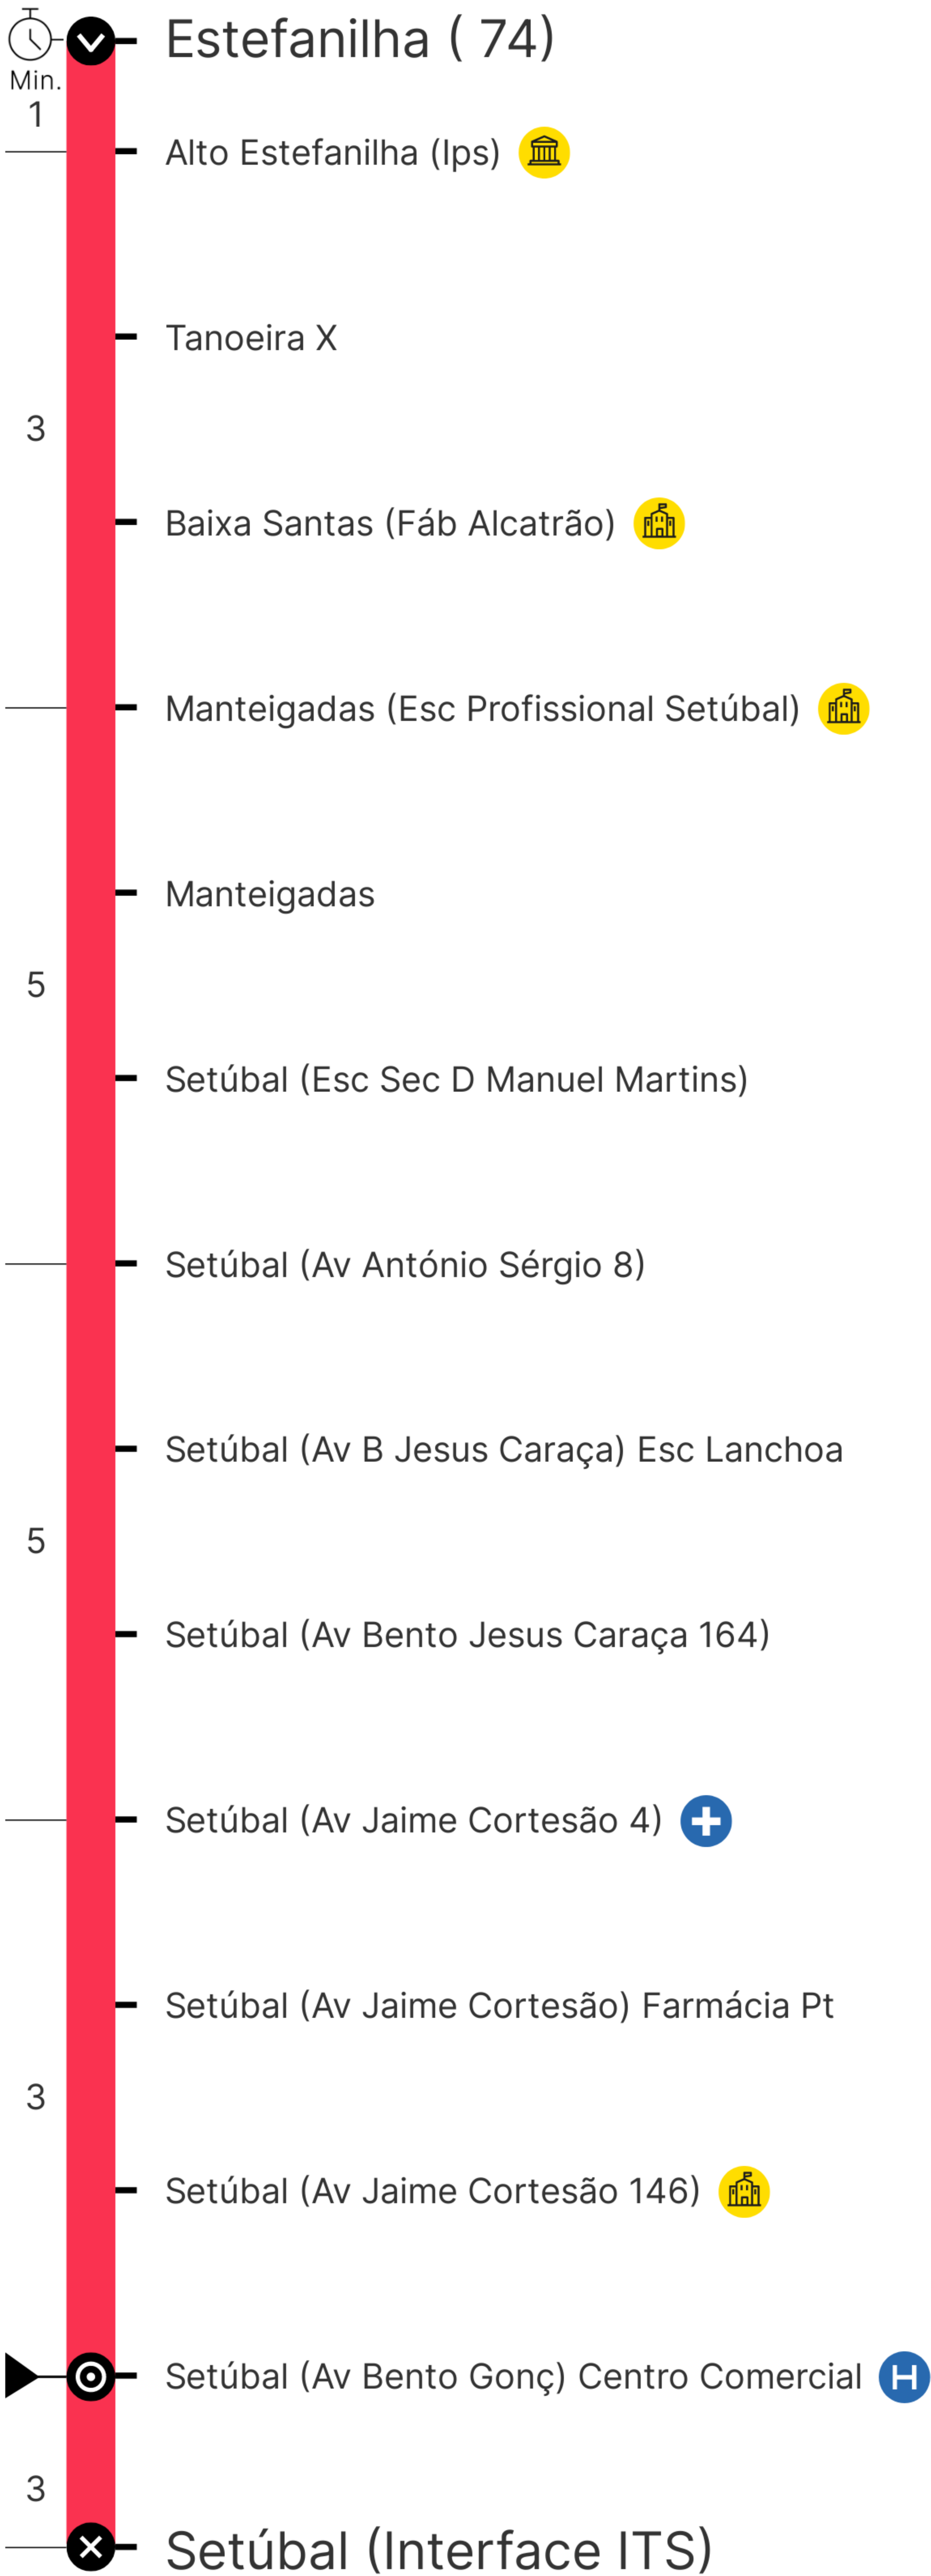 Estefanilha ( 74)
Min.
1
Alto Estefanilha (Ips)
Tanoeira X
3
Baixa Santas (Fáb Alcatrão)
Manteigadas (Esc Profissional Setúbal)
Manteigadas
5
Setúbal (Esc Sec D Manuel Martins)
Setúbal (Av António Sérgio 8)
Setúbal (Av B Jesus Caraça) Esc Lanchoa
5
Setúbal (Av Bento Jesus Caraça 164)
Setúbal (Av Jaime Cortesão 4)
Setúbal (Av Jaime Cortesão) Farmácia Pt
3
Setúbal (Av Jaime Cortesão 146)
Setúbal (Av Bento Gonç) Centro Comercial H
3
Setúbal (Interface ITS)